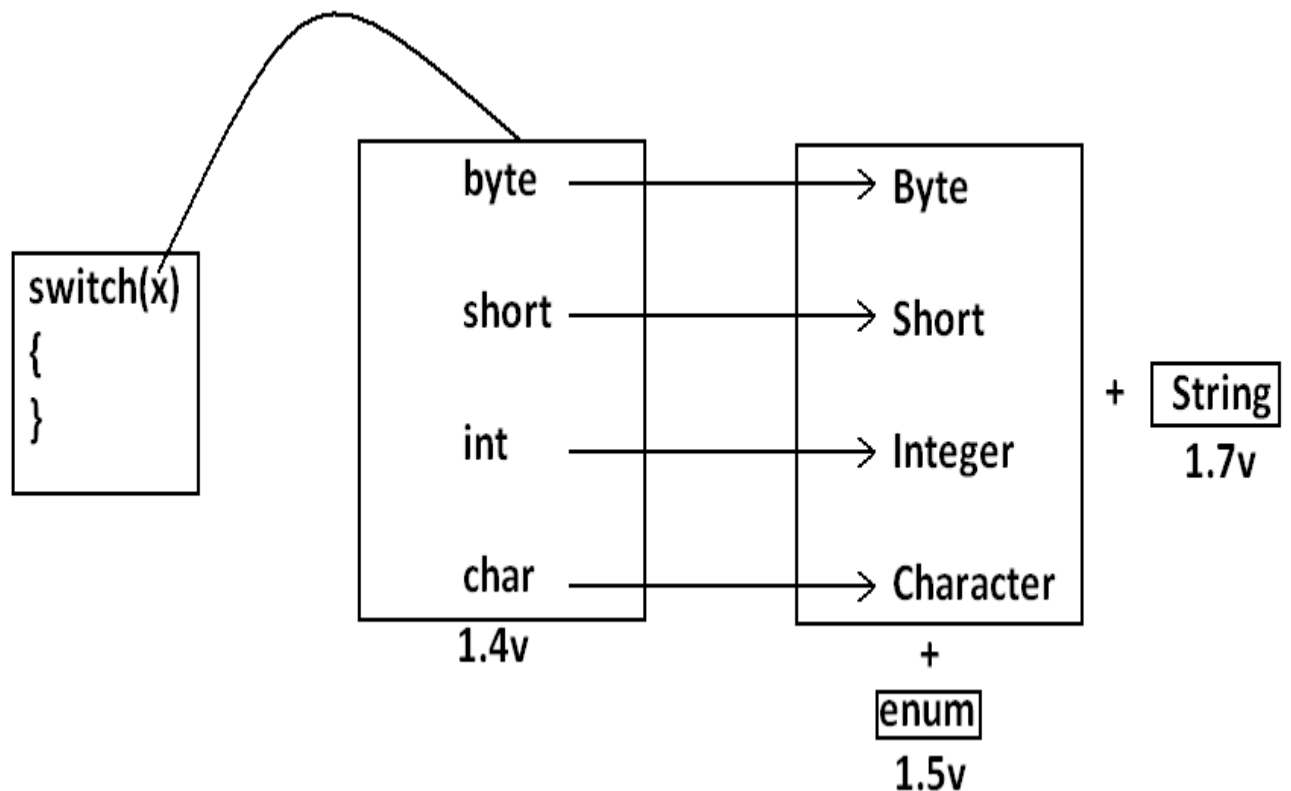 switch(x)
{
}
byte
short
int
char
1.4v
Byte
Short
Integer
Character
+
enum
1.5v
+
String
1.7v